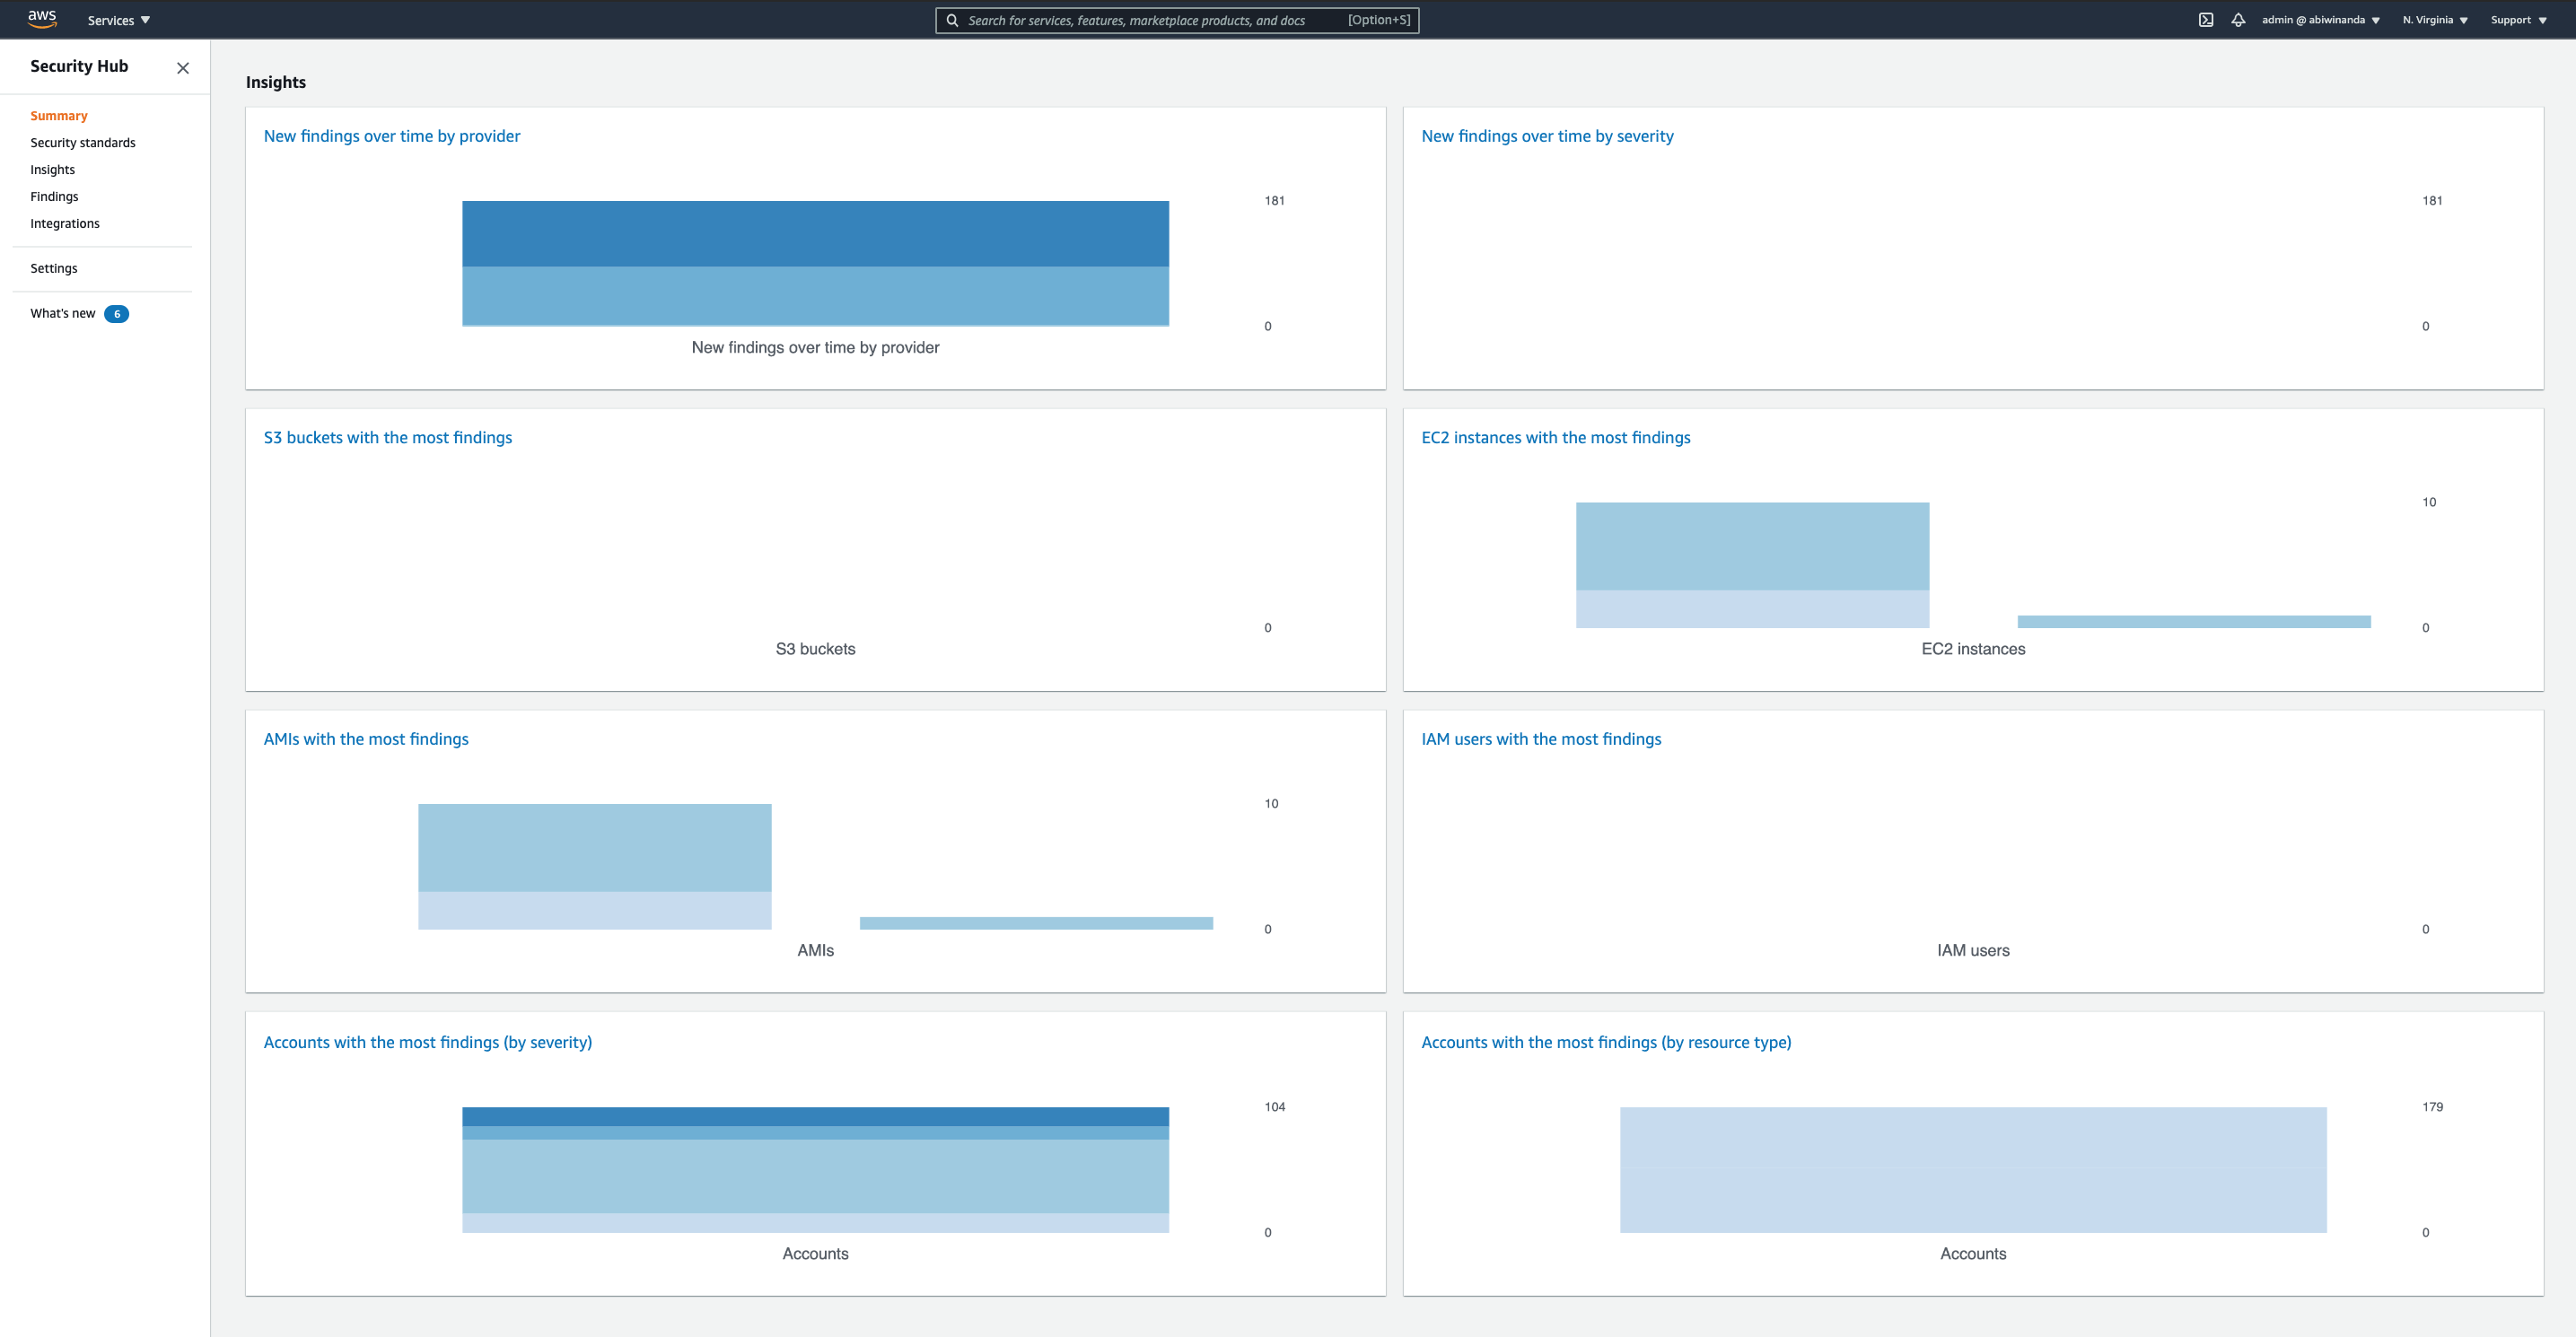 aws
Services
Search for services, features, marketplace products, and docs
[Option+S]
admin @ abiwinanda
N. Virginia
Support
Security Hub
Summary
Security standards
Insights
Findings
Integrations
Settings
What's new 6
Insights
New findings over time by provider
181
0
New findings over time by provider
New findings over time by severity
181
0
S3 buckets with the most findings
0
S3 buckets
EC2 instances with the most findings
10
0
EC2 instances
AMIs with the most findings
10
0
AMIs
IAM users with the most findings
0
IAM users
Accounts with the most findings (by severity)
104
0
Accounts
Accounts with the most findings (by resource type)
179
0
Accounts